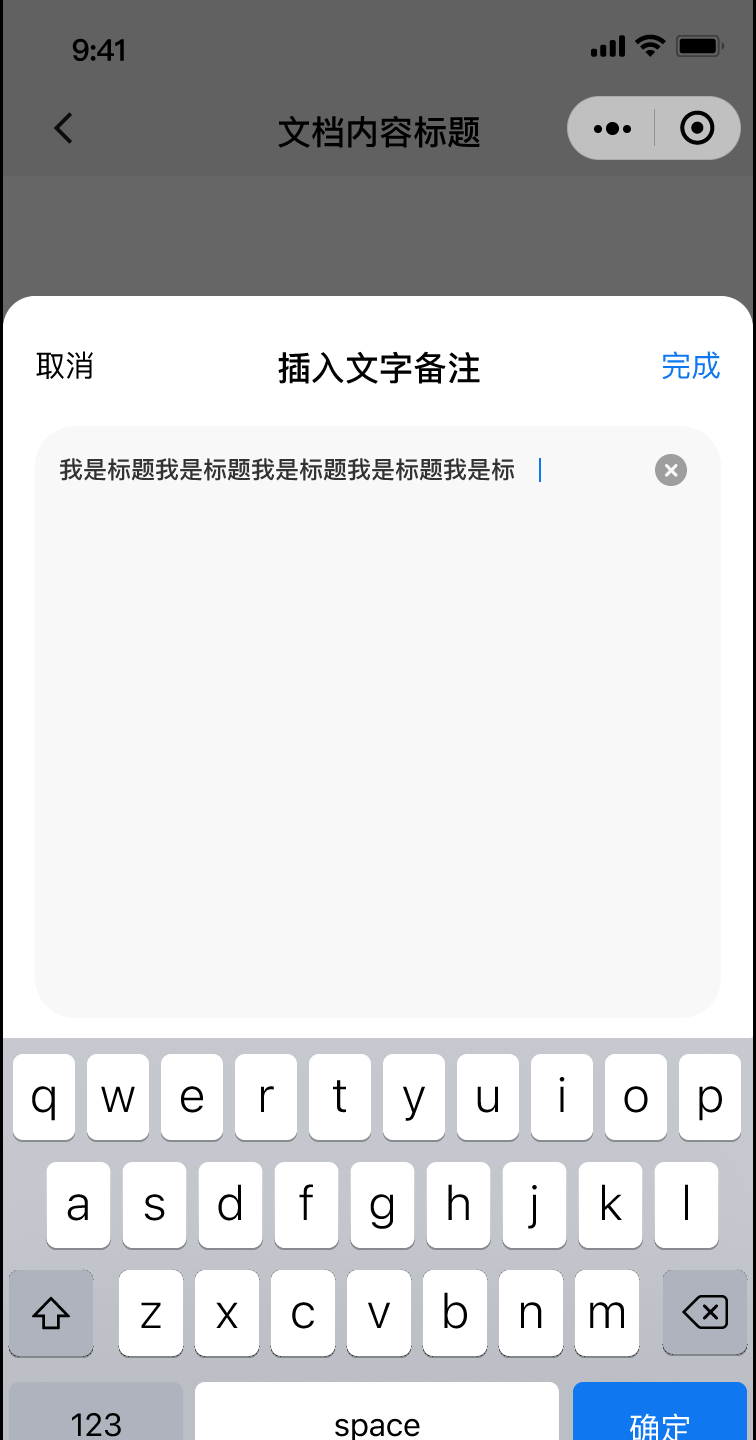 9:41
文档内容标题
取消 插入文字备注 完成
我是标题我是标题我是标题我是标题我是标
q w e r t y u i o p
a s d f g h j k l
z x c v b n m
123 space 确定